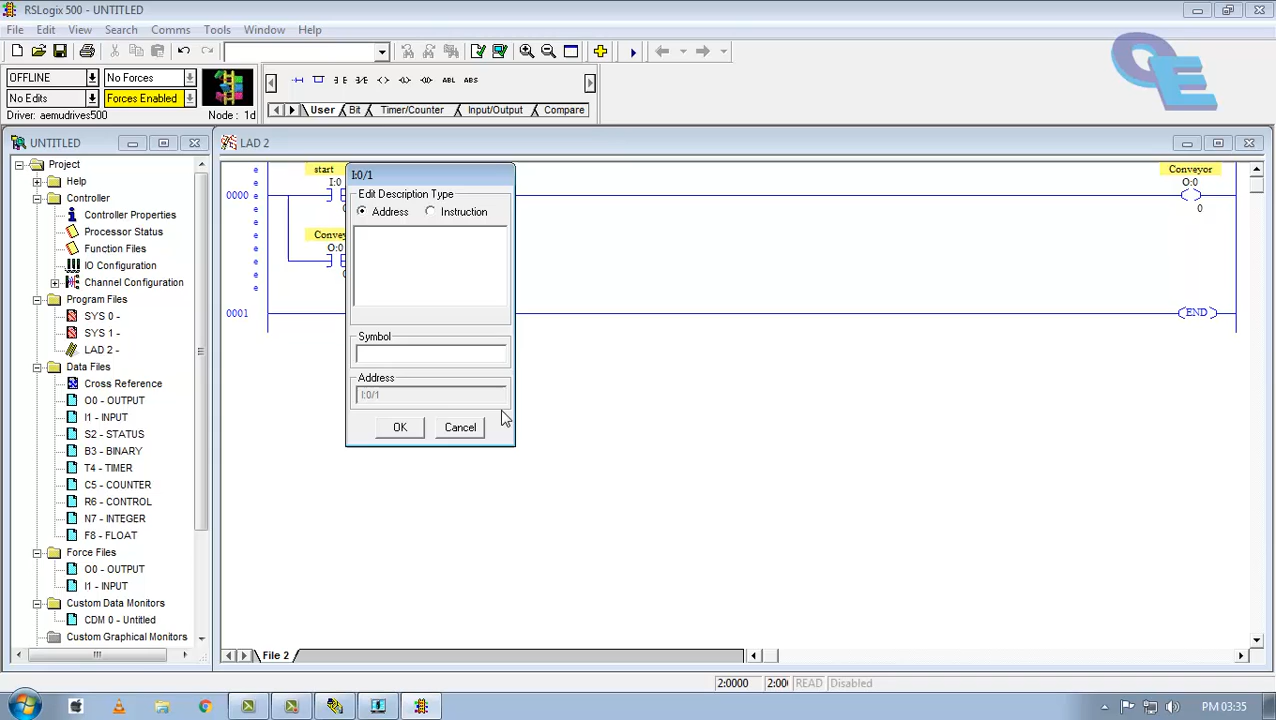 RSLogix 500 - UNTITLED
File Edit View Search Comms Tools Window Help
OFFLINE No Forces
No Edits Forces Enabled
Driver: aemudrives500 Node : 1d
ABL ABS
User Bit Timer/Counter Input/Output Compare
OE
UNTITLED
Project
Help
Controller
Controller Properties
Processor Status
Function Files
IO Configuration
Channel Configuration
Program Files
SYS 0 -
SYS 1 -
LAD 2 -
Data Files
Cross Reference
O0 - OUTPUT
I1 - INPUT
S2 - STATUS
B3 - BINARY
T4 - TIMER
C5 - COUNTER
R6 - CONTROL
N7 - INTEGER
F8 - FLOAT
Force Files
O0 - OUTPUT
I1 - INPUT
Custom Data Monitors
CDM 0 - Untitled
Custom Graphical Monitors
LAD 2
e
e
0000
e
e
e
e
e
e
0001
start
I:0
Convey
O:0
Conveyor
O:0
0
END
I:0/1
Edit Description Type
Address Instruction
Symbol
Address
I:0/1
OK Cancel
File 2
2:0000 2:00 READ Disabled
PM 03:35